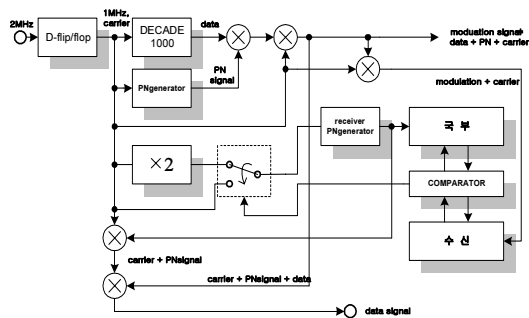 2MHz
D-flip/flop
1MHz,
carrier
DECADE
1000
data
PN
signal
PNgenerator
moduation signal÷
data + PN + carrier
modulation + carrier
×2
receiver
PNgenerator
국 부
COMPARATOR
수 신
carrier + PNsignal
carrier + PNsignal + data
data signal